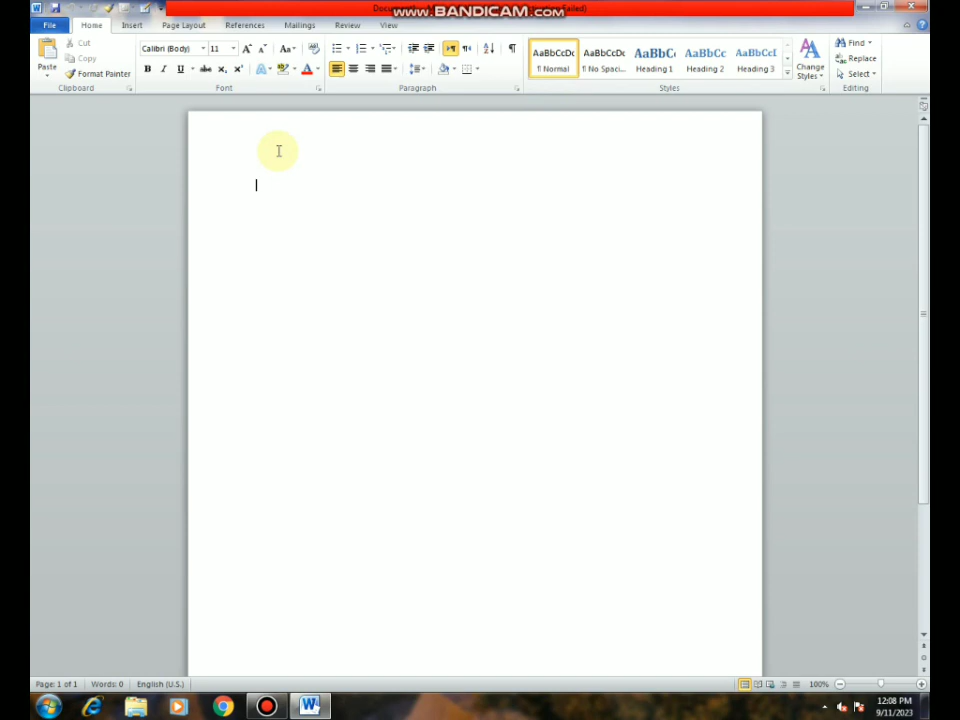 www.BANDICAM.com
File Home Insert Page Layout References Mailings Review View
Cut
Copy
Format Painter
Paste
Calibri (Body) 11
AaBbCcDc AaBbCcDc AaBbCc AaBbCc AaBbCcD
¶ Normal ¶ No Spaci... Heading 1 Heading 2 Heading 3
Change Styles
Find
Replace
Select
Clipboard Font Paragraph Styles Editing
Page: 1 of 1 Words: 0 English (U.S.) 100%
12:08 PM
9/11/2023